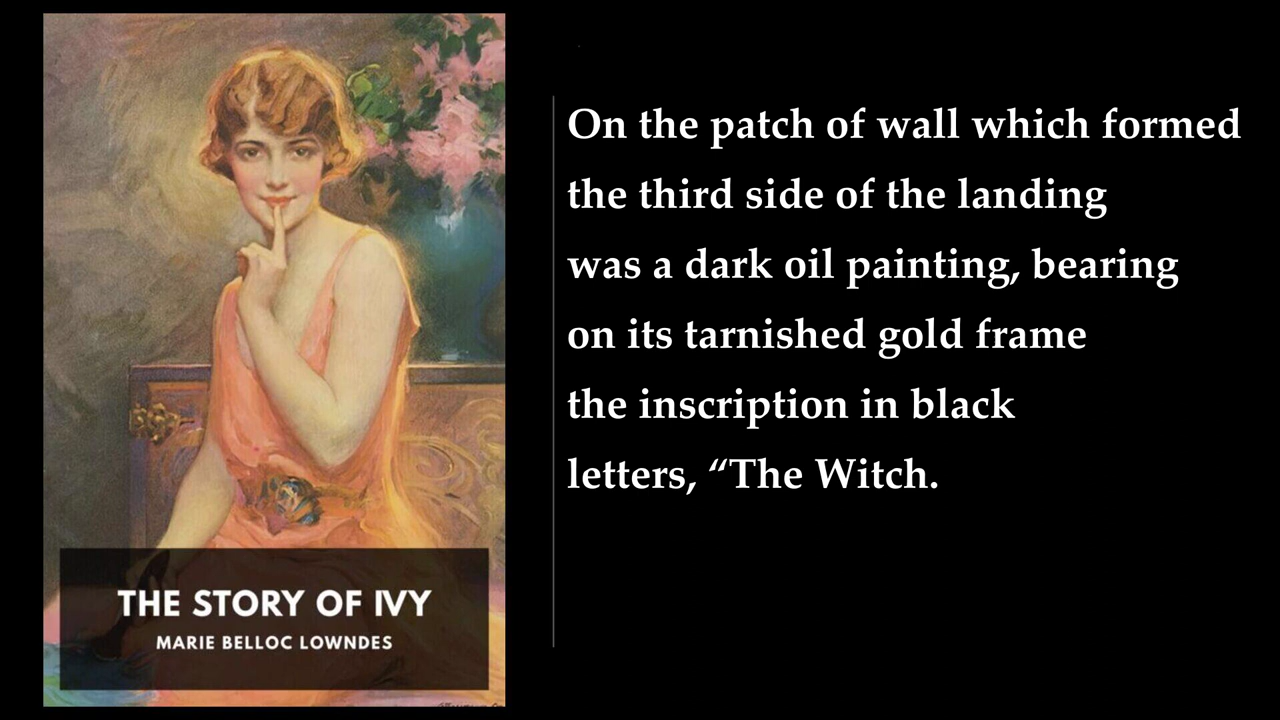 THE STORY OF IVY
MARIE BELLOC LOWNDES
On the patch of wall which formed
the third side of the landing
was a dark oil painting, bearing
on its tarnished gold frame
the inscription in black
letters, “The Witch.